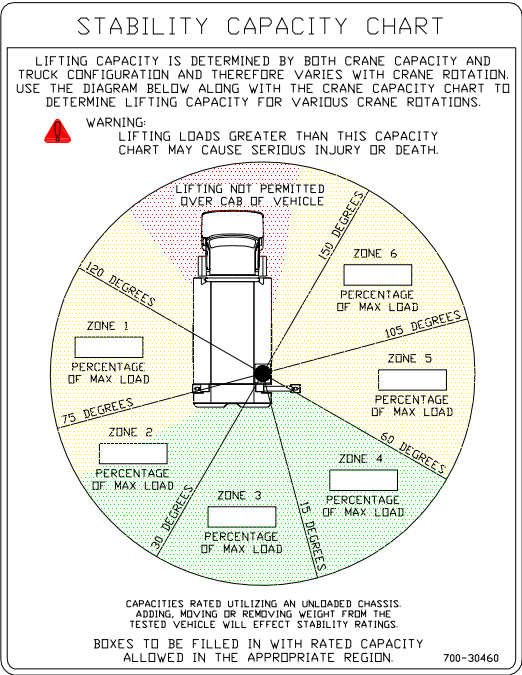 STABILITY CAPACITY CHART
LIFTING CAPACITY IS DETERMINED BY BOTH CRANE CAPACITY AND
TRUCK CONFIGURATION AND THEREFORE VARIES WITH CRANE ROTATION.
USE THE DIAGRAM BELOW ALONG WITH THE CRANE CAPACITY CHART TO
DETERMINE LIFTING CAPACITY FOR VARIOUS CRANE ROTATIONS.
WARNING:
LIFTING LOADS GREATER THAN THIS CAPACITY
CHART MAY CAUSE SERIOUS INJURY OR DEATH.
LIFTING NOT PERMITTED
OVER CAB OF VEHICLE
150 DEGREES
ZONE 6
PERCENTAGE
OF MAX LOAD
120 DEGREES
105 DEGREES
ZONE 1
PERCENTAGE
OF MAX LOAD
ZONE 5
PERCENTAGE
OF MAX LOAD
75 DEGREES
60 DEGREES
ZONE 2
PERCENTAGE
OF MAX LOAD
ZONE 4
PERCENTAGE
OF MAX LOAD
30 DEGREES
ZONE 3
PERCENTAGE
OF MAX LOAD
15 DEGREES
CAPACITIES RATED UTILIZING AN UNLOADED CHASSIS.
ADDING, MOVING OR REMOVING WEIGHT FROM THE
TESTED VEHICLE WILL EFFECT STABILITY RATINGS.
BOXES TO BE FILLED IN WITH RATED CAPACITY
ALLOWED IN THE APPROPRIATE REGION.
700-30460